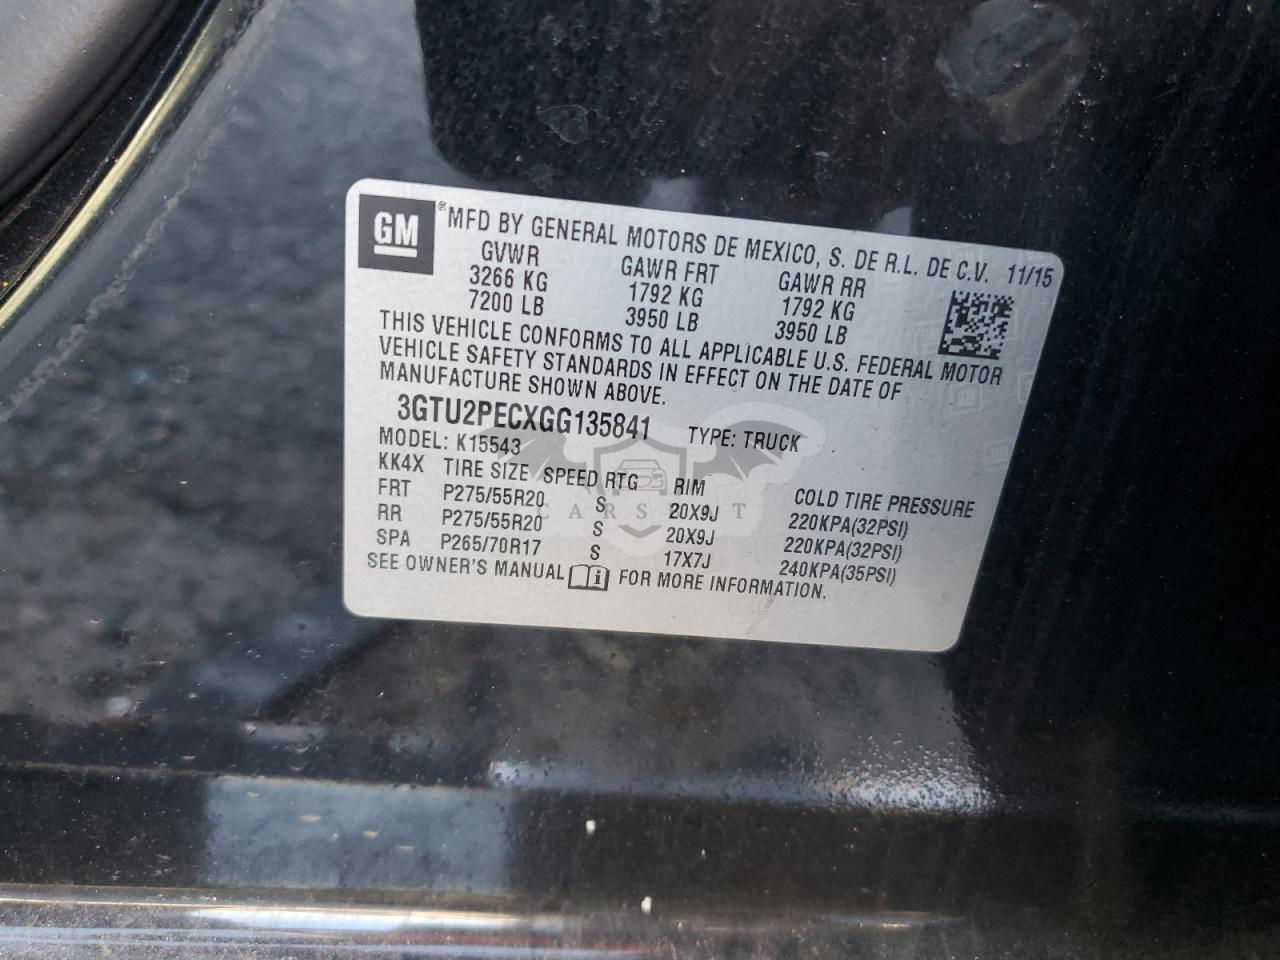 GM ® MFD BY GENERAL MOTORS DE MEXICO, S. DE R.L. DE C.V. 11/15
GVWR GAWR FRT GAWR RR
3266 KG 1792 KG 1792 KG
7200 LB 3950 LB 3950 LB
THIS VEHICLE CONFORMS TO ALL APPLICABLE U.S. FEDERAL MOTOR
VEHICLE SAFETY STANDARDS IN EFFECT ON THE DATE OF
MANUFACTURE SHOWN ABOVE.
3GTU2PECXGG135841 TYPE: TRUCK
MODEL: K15543
KK4X TIRE SIZE SPEED RTG RIM COLD TIRE PRESSURE
FRT P275/55R20 S 20X9J 220KPA(32PSI)
RR P275/55R20 S 20X9J 220KPA(32PSI)
SPA P265/70R17 S 17X7J 240KPA(35PSI)
SEE OWNER'S MANUAL i FOR MORE INFORMATION.